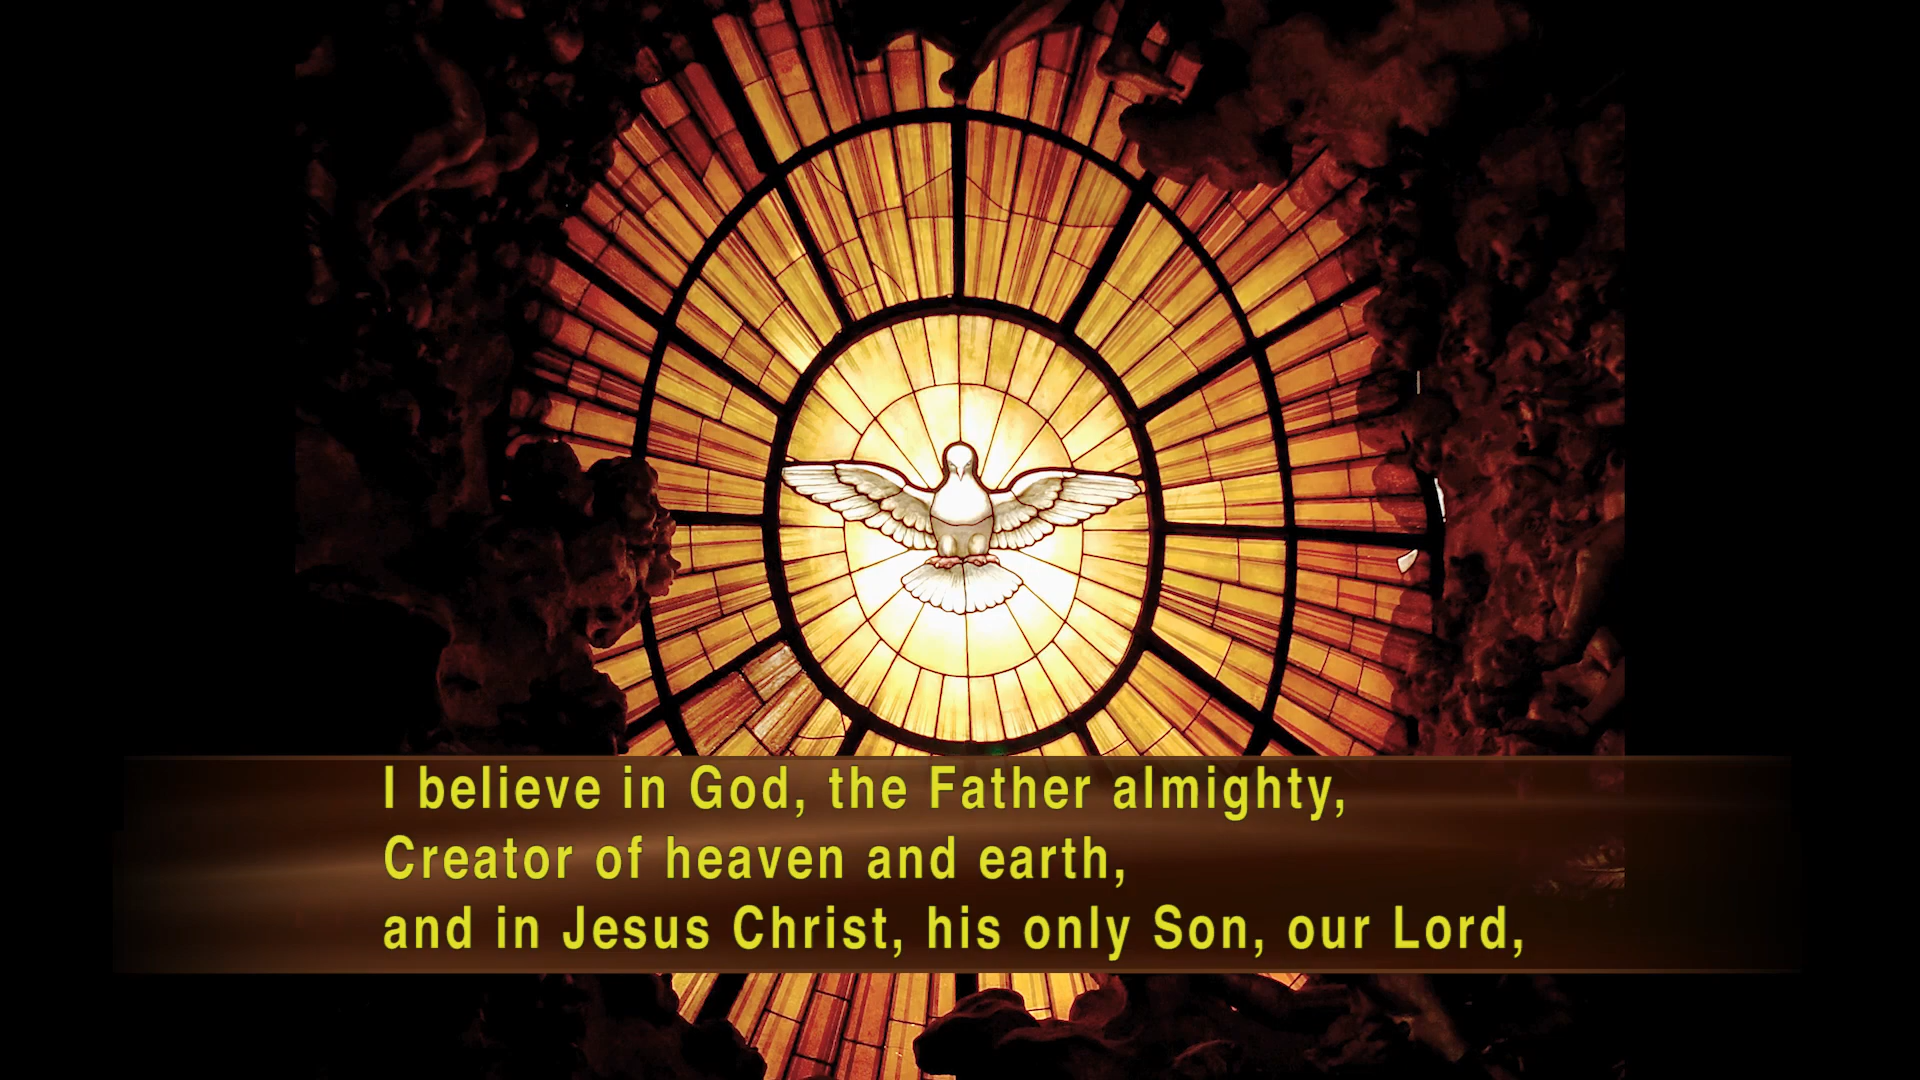 I believe in God, the Father almighty,
Creator of heaven and earth,
and in Jesus Christ, his only Son, our Lord,